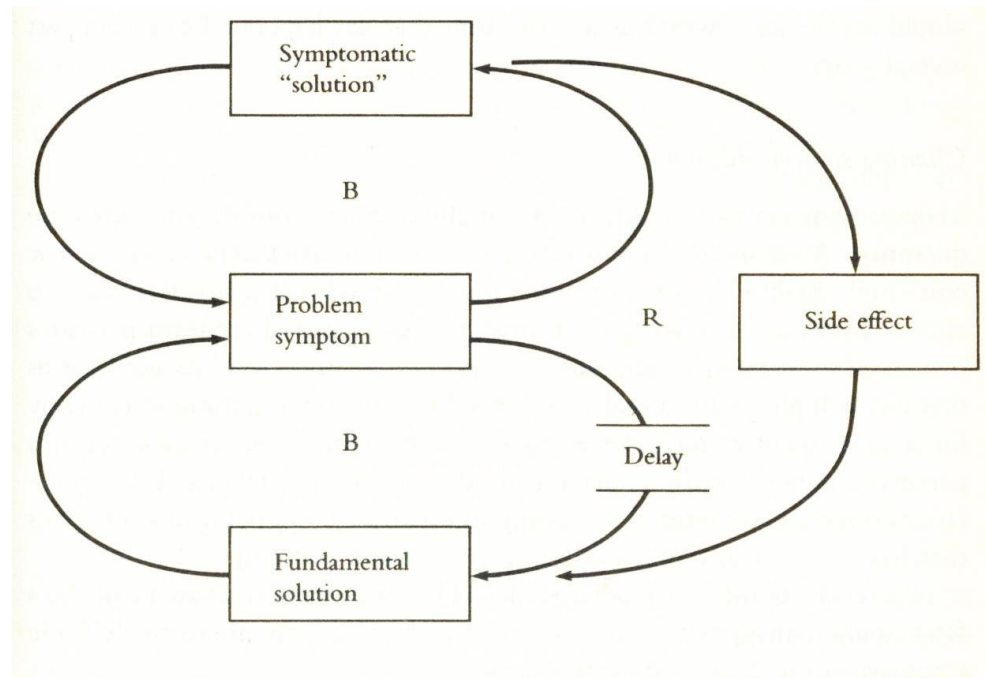 Symptomatic
“solution”
B
Problem
symptom
R
Side effect
B
Delay
Fundamental
solution